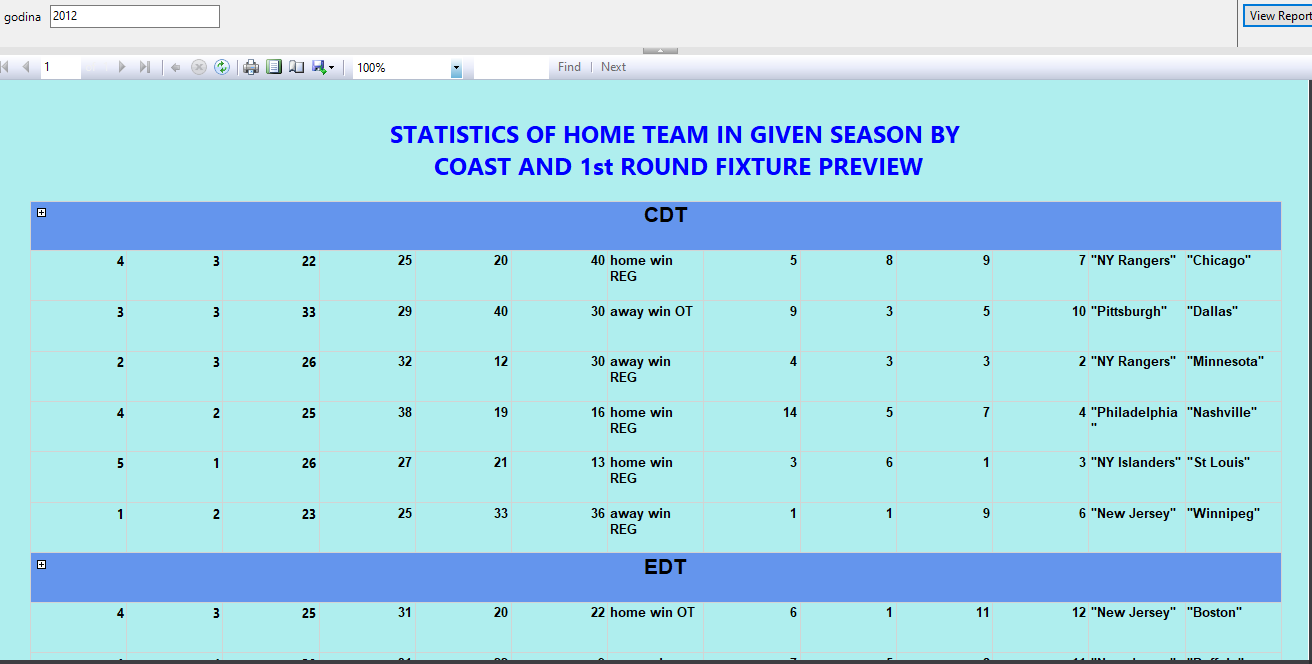 godina 2012 View Report
1 100% Find | Next
STATISTICS OF HOME TEAM IN GIVEN SEASON BY
COAST AND 1st ROUND FIXTURE PREVIEW
CDT
4 3 22 25 20 40 home win 5 8 9 7 "NY Rangers" "Chicago"
REG
3 3 33 29 40 30 away win OT 9 3 5 10 "Pittsburgh" "Dallas"
2 3 26 32 12 30 away win 4 3 3 2 "NY Rangers" "Minnesota"
REG
4 2 25 38 19 16 home win 14 5 7 4 "Philadelphia "Nashville"
REG "
5 1 26 27 21 13 home win 3 6 1 3 "NY Islanders" "St Louis"
REG
1 2 23 25 33 36 away win 1 1 9 6 "New Jersey" "Winnipeg"
REG
EDT
4 3 25 31 20 22 home win OT 6 1 11 12 "New Jersey" "Boston"